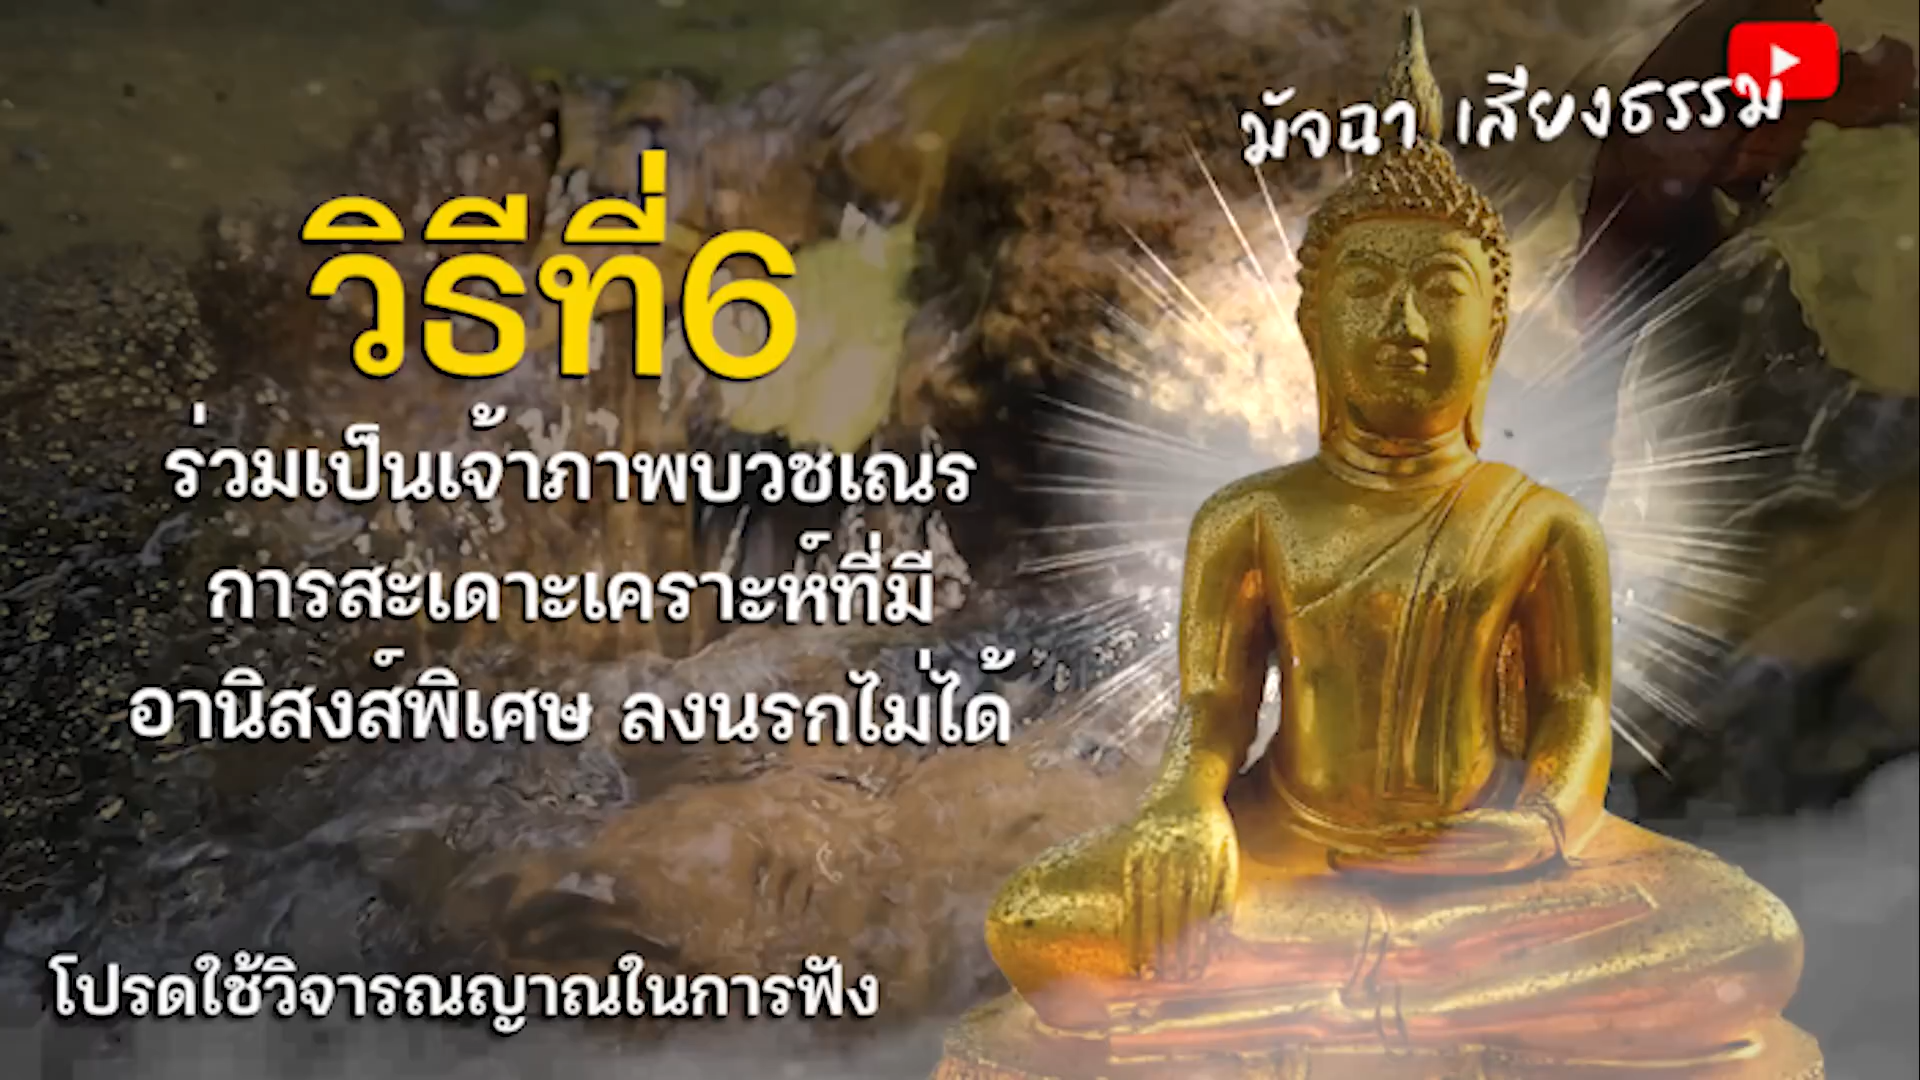 มัจฉา เสียงธรรม
วิธีที่6
ร่วมเป็นเจ้าภาพบวชเณร
การสะเดาะเคราะห์ที่มี
อานิสงส์พิเศษ ลงนรกไม่ได้
โปรดใช้วิจารณญาณในการฟัง